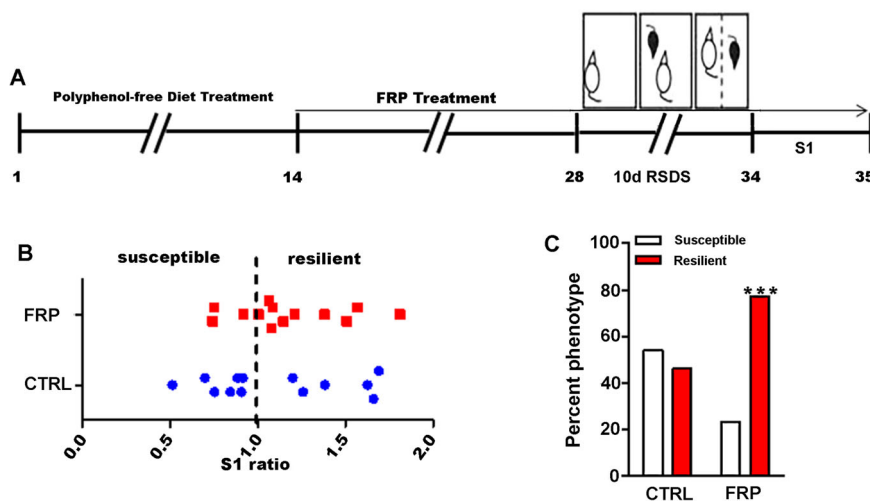 A
Polyphenol-free Diet Treatment
FRP Treatment
S1
1
14
28
10d RSDS
34
35
B
susceptible
resilient
FRP
CTRL
0.0
0.5
1.0
1.5
2.0
S1 ratio
C
Susceptible
Resilient
100
80
60
40
20
0
Percent phenotype
***
CTRL
FRP